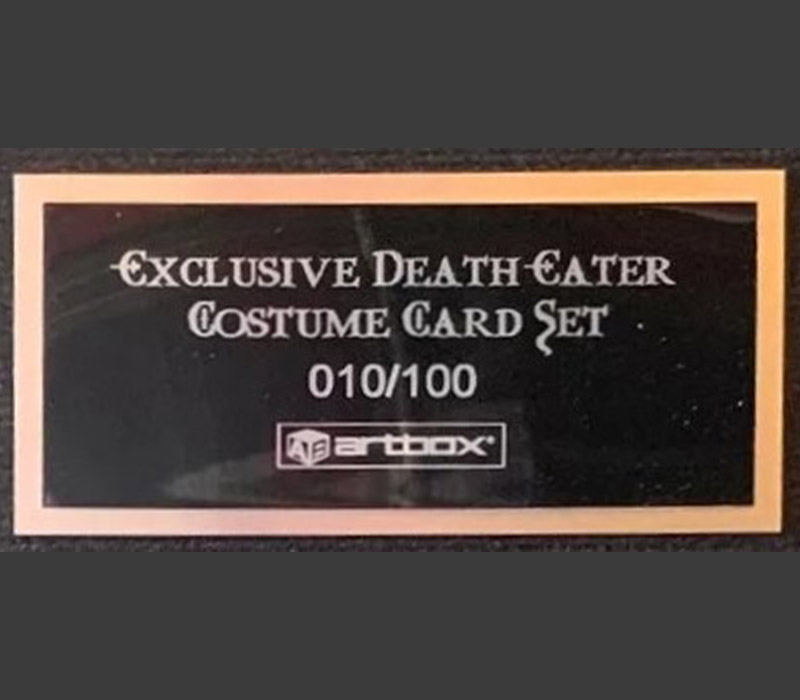 Exclusive Death Eater
Costume Card Set
010/100
artbox